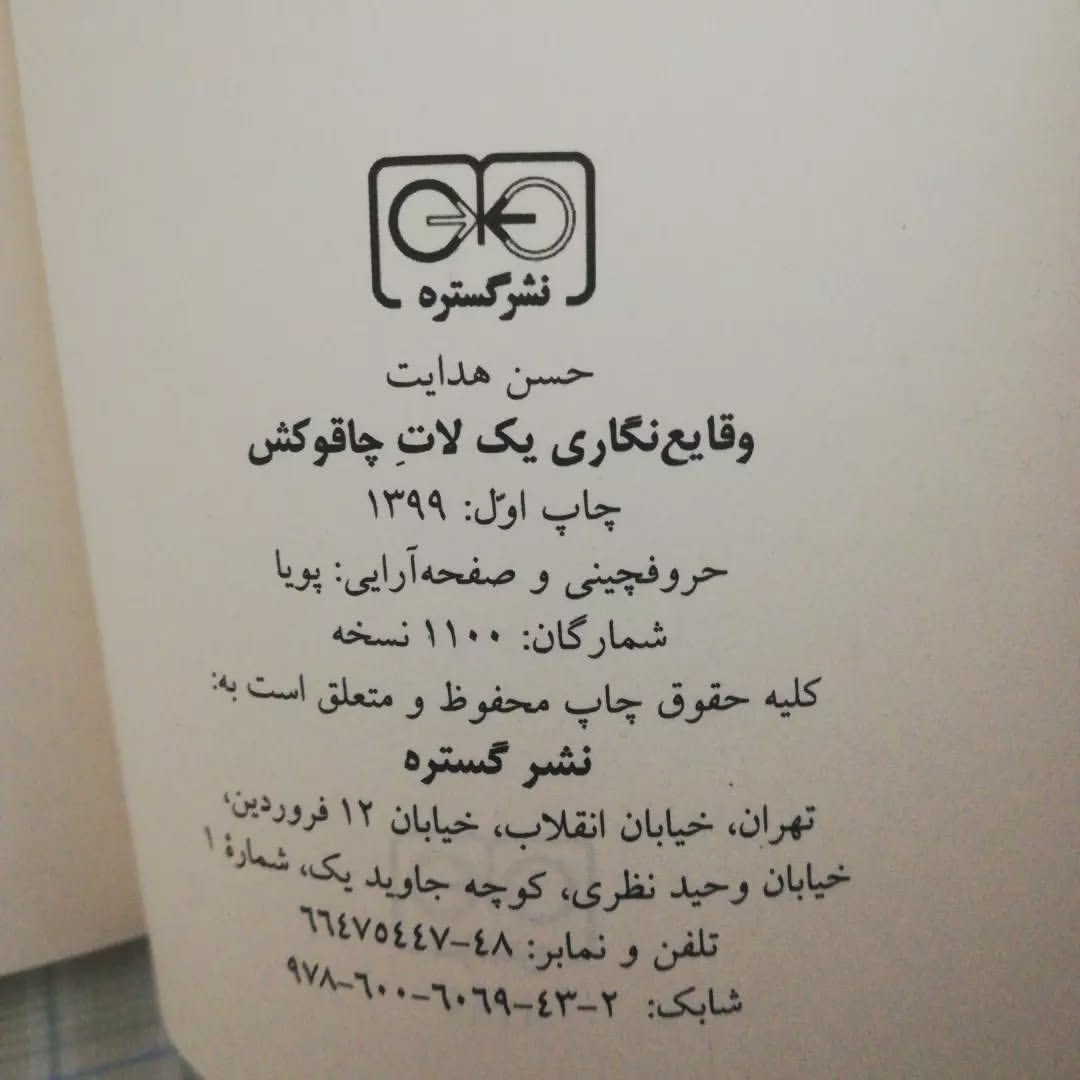 نشر گستره
حسن هدایت
وقایع‌نگاری یک لاتِ چاقوکش
چاپ اوّل: ۱۳۹۹
حروفچینی و صفحه‌آرایی: پویا
شمارگان: ۱۱۰۰ نسخه
کلیه حقوق چاپ محفوظ و متعلق است به:
نشر گستره
تهران، خیابان انقلاب، خیابان ۱۲ فروردین،
خیابان وحید نظری، کوچه جاوید یک، شمارهٔ ۱
تلفن و نمابر: ۴۸-۶۶۴۷۵۴۴۷
شابک: ۲-۴۳-۶۰۶۹-۶۰۰-۹۷۸